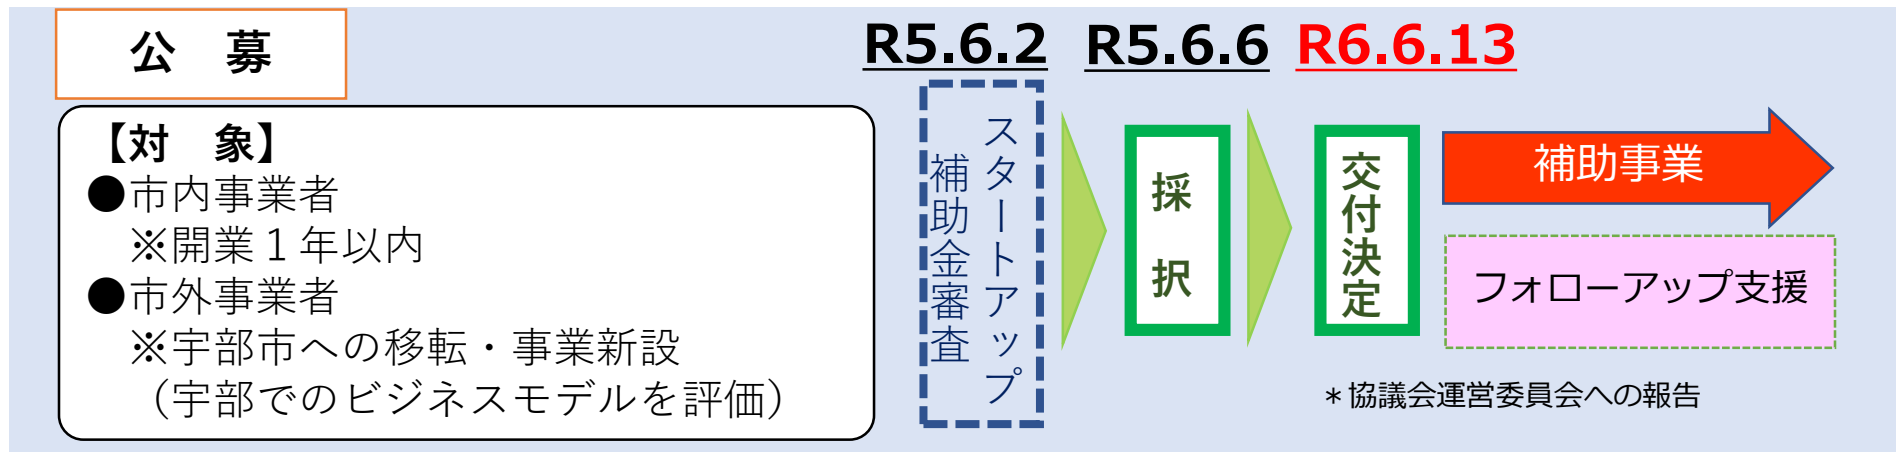 公　募
【対　象】
●市内事業者
※開業１年以内
●市外事業者
※宇部市への移転・事業新設
（宇部でのビジネスモデルを評価）
R5.6.2
スタートアップ
補助金審査
R5.6.6
採択
R6.6.13
交付決定
補助事業
フォローアップ支援
＊協議会運営委員会への報告